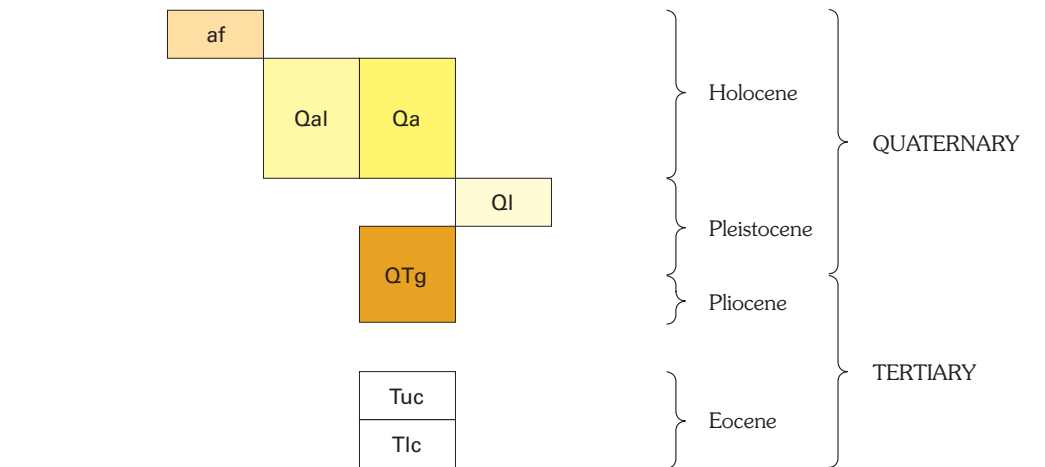 af
Qal
Qa
Holocene
QUATERNARY
Ql
Pleistocene
QTg
Pliocene
Tuc
TERTIARY
Eocene
Tlc